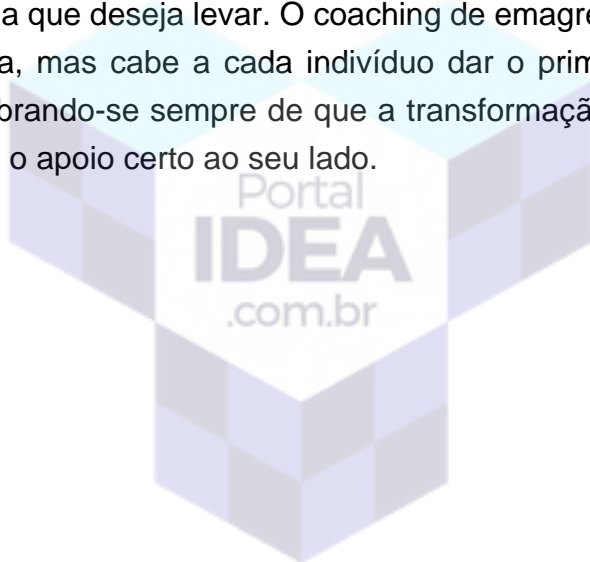 a que deseja levar. O coaching de emagre
a, mas cabe a cada indivíduo dar o prim
brando-se sempre de que a transformaçã
o apoio certo ao seu lado.
Portal
IDEA
.com.br